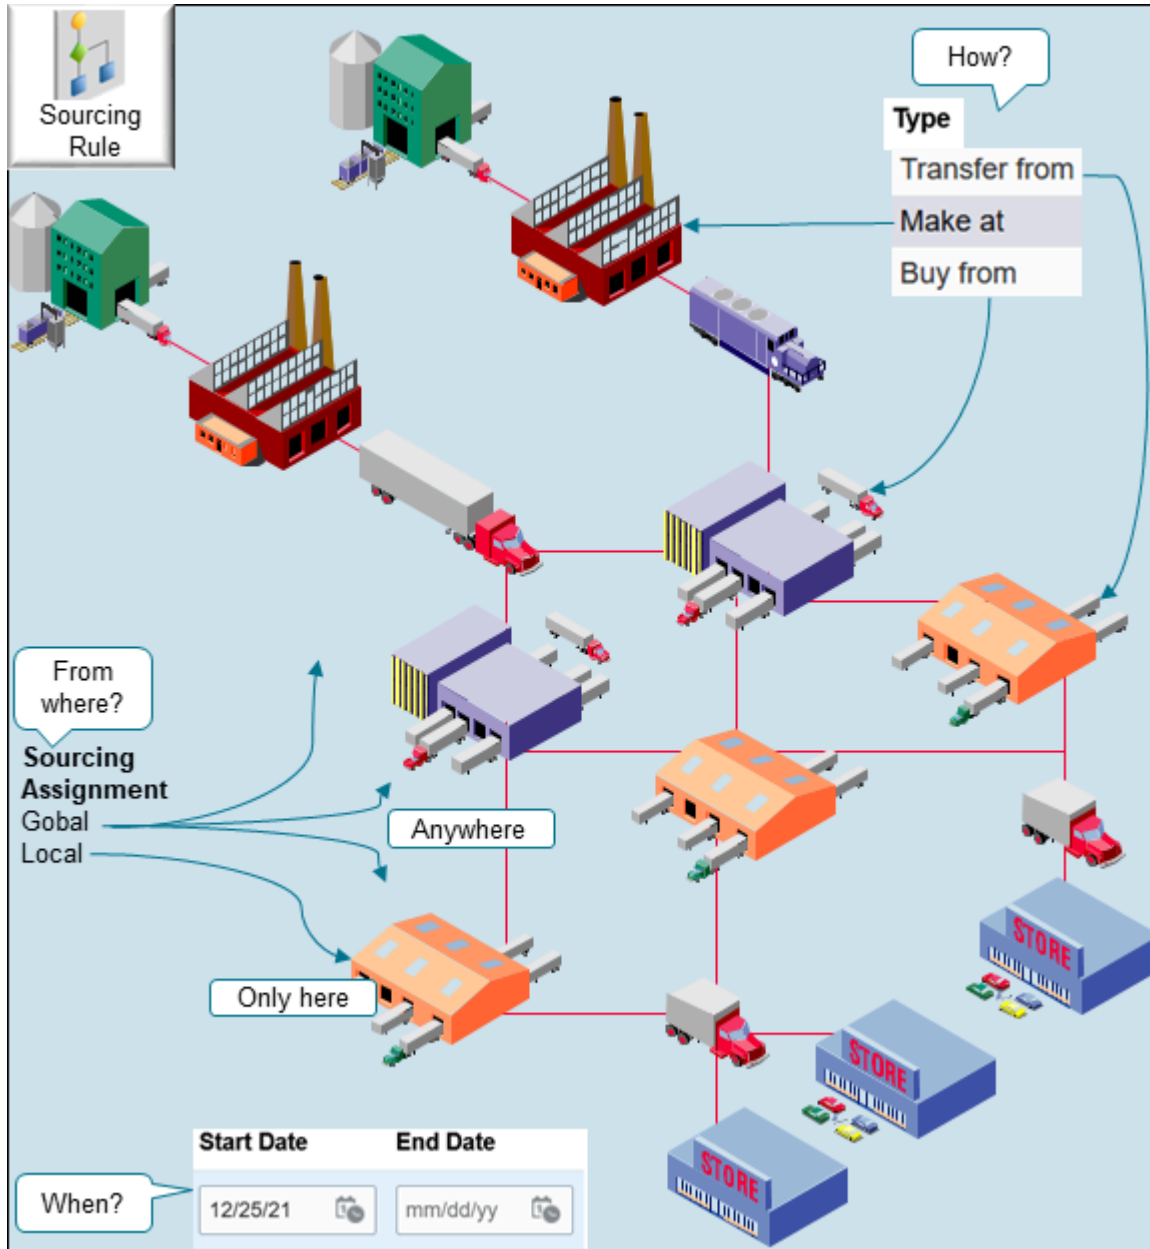 Sourcing
Rule
How?
Type
Transfer from
Make at
Buy from
From
where?
Sourcing
Assignment
Gobal
Local
Anywhere
Only here
STORE
STORE
STORE
Start Date
End Date
When?
12/25/21
mm/dd/yy